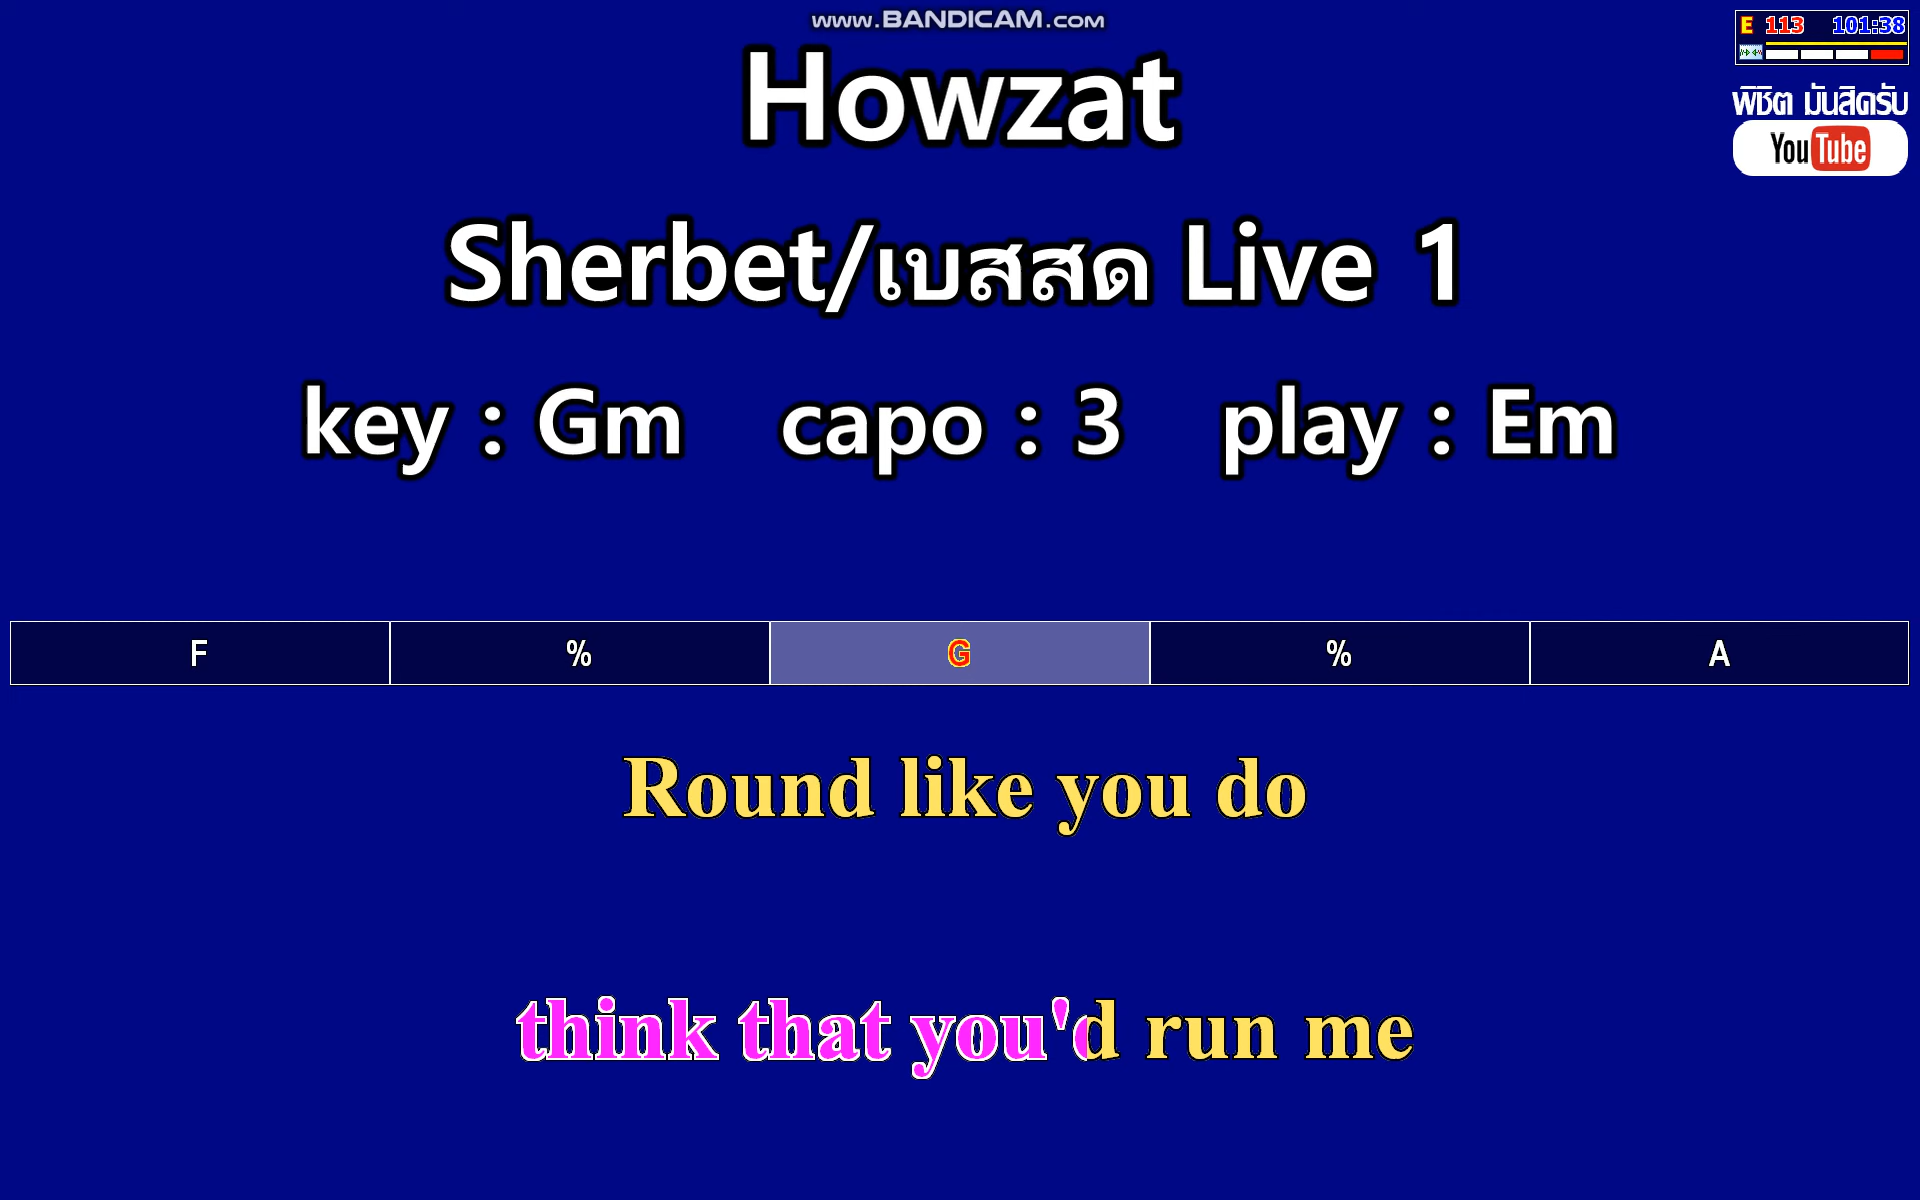 www.BANDICAM.com
E 113 101:38
Howzat
พิชิต มันสิครับ
YouTube
Sherbet/เบสสด Live 1
key : Gm capo : 3 play : Em
F % G % A
Round like you do
think that you'd run me